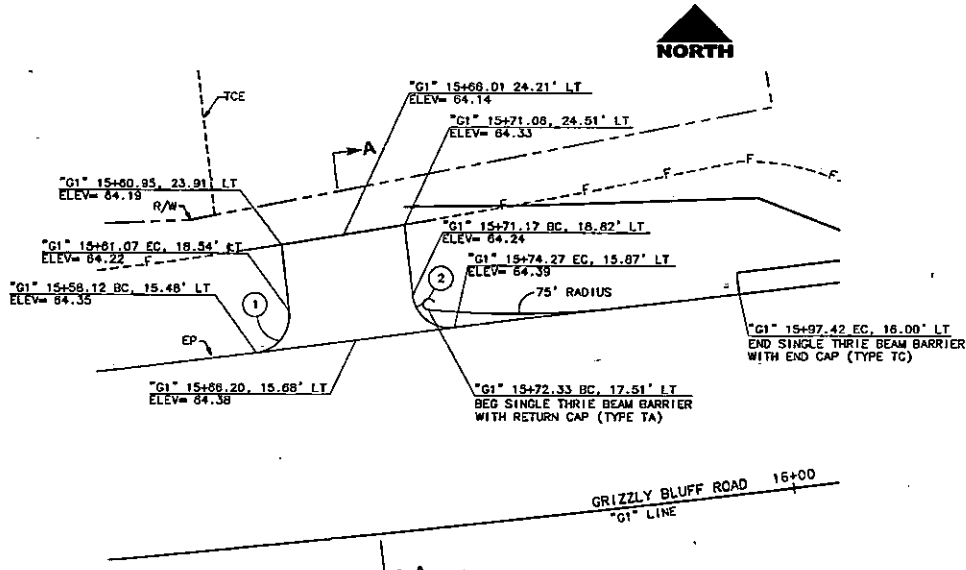 NORTH
TCE
"G1" 15+66.01 24.21' LT
ELEV= 64.14
"G1" 15+71.08, 24.51' LT
ELEV= 64.33
A
"G1" 15+60.95, 23.91' LT
ELEV= 64.19
R/W
F
F
F
F
F
"G1" 15+61.07 EC, 18.54' LT
ELEV= 64.22
"G1" 15+71.17 BC, 18.82' LT
ELEV= 64.24
"G1" 15+74.27 EC, 15.87' LT
ELEV= 64.39
F
"G1" 15+58.12 BC, 15.48' LT
ELEV= 64.35
1
2
75' RADIUS
EP
"G1" 15+97.42 EC, 16.00' LT
END SINGLE THRIE BEAM BARRIER
WITH END CAP (TYPE TC)
"G1" 15+66.20, 15.68' LT
ELEV= 64.38
"G1" 15+72.33 BC, 17.51' LT
BEG SINGLE THRIE BEAM BARRIER
WITH RETURN CAP (TYPE TA)
GRIZZLY BLUFF ROAD 16+00
"G1" LINE